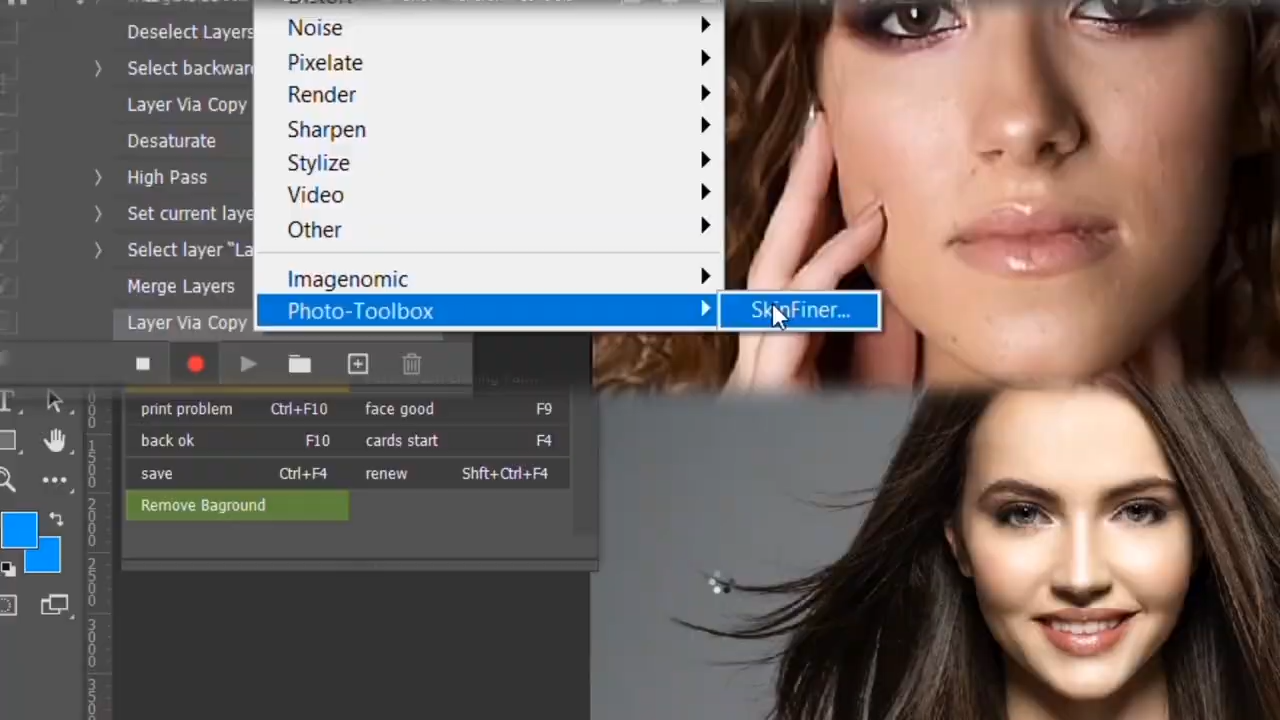 Noise
Deselect Layers
Pixelate
Select backwar
Render
Layer Via Copy
Sharpen
Desaturate
Stylize
High Pass
Video
Set current laye
Other
Select layer "La
Imagenomic
Merge Layers
Photo-Toolbox
SkinFiner...
Layer Via Copy
print problem Ctrl+F10 face good F9
back ok F10 cards start F4
save Ctrl+F4 renew Shft+Ctrl+F4
Remove Baground